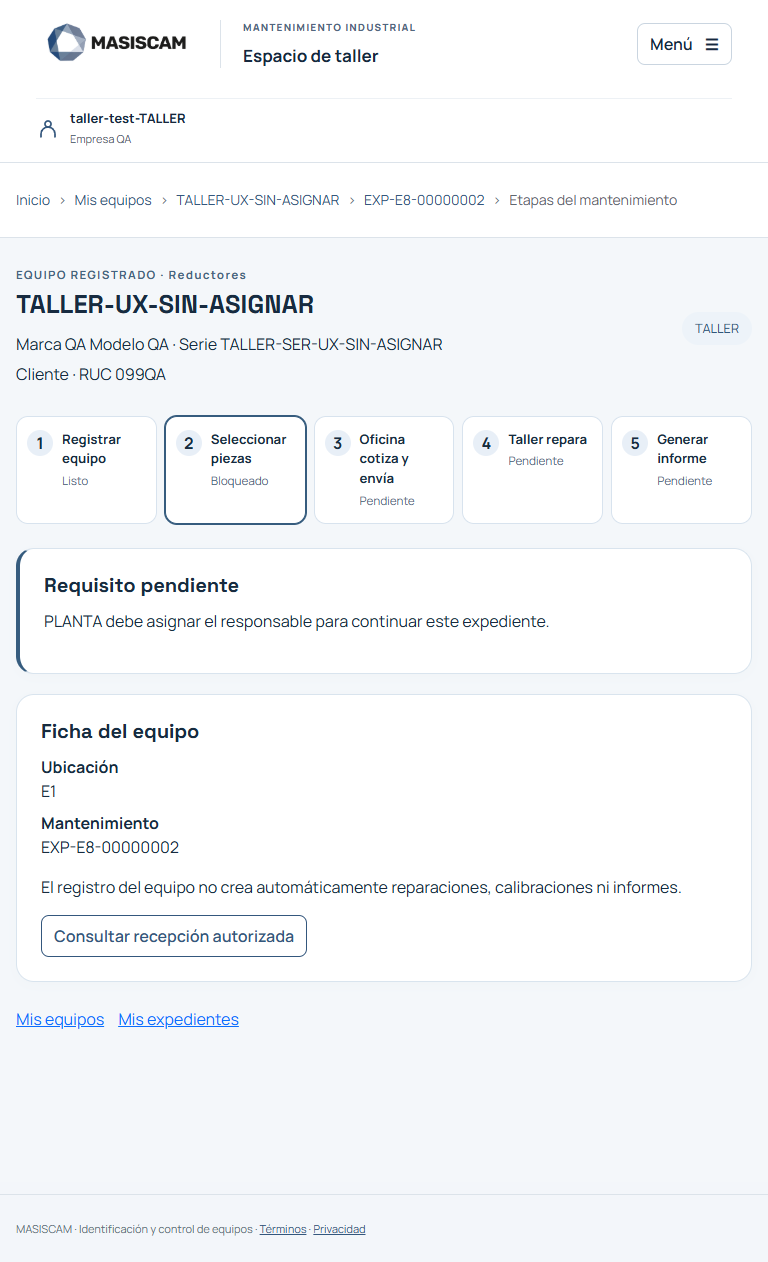 MASISCAM
MANTENIMIENTO INDUSTRIAL
Espacio de taller
Menú ☰
taller-test-TALLER
Empresa QA
Inicio › Mis equipos › TALLER-UX-SIN-ASIGNAR › EXP-E8-00000002 › Etapas del mantenimiento
EQUIPO REGISTRADO · Reductores
TALLER-UX-SIN-ASIGNAR
Marca QA Modelo QA · Serie TALLER-SER-UX-SIN-ASIGNAR
Cliente · RUC 099QA
TALLER
1 Registrar
equipo
Listo
2 Seleccionar
piezas
Bloqueado
3 Oficina
cotiza y
envía
Pendiente
4 Taller repara
Pendiente
5 Generar
informe
Pendiente
Requisito pendiente
PLANTA debe asignar el responsable para continuar este expediente.
Ficha del equipo
Ubicación
E1
Mantenimiento
EXP-E8-00000002
El registro del equipo no crea automáticamente reparaciones, calibraciones ni informes.
Consultar recepción autorizada
Mis equipos Mis expedientes
MASISCAM · Identificación y control de equipos · Términos · Privacidad